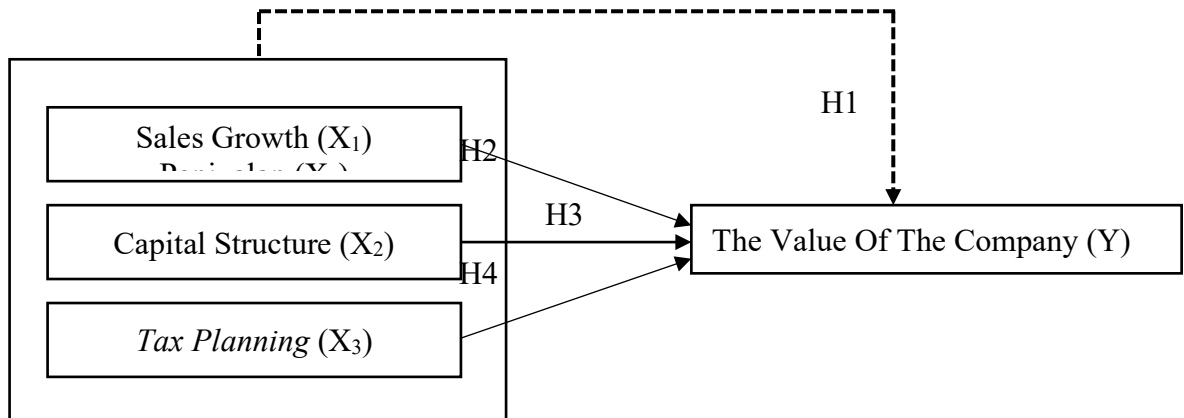 H1
Sales Growth (X₁)
H2
H3
Capital Structure (X₂)
The Value Of The Company (Y)
H4
Tax Planning (X₃)